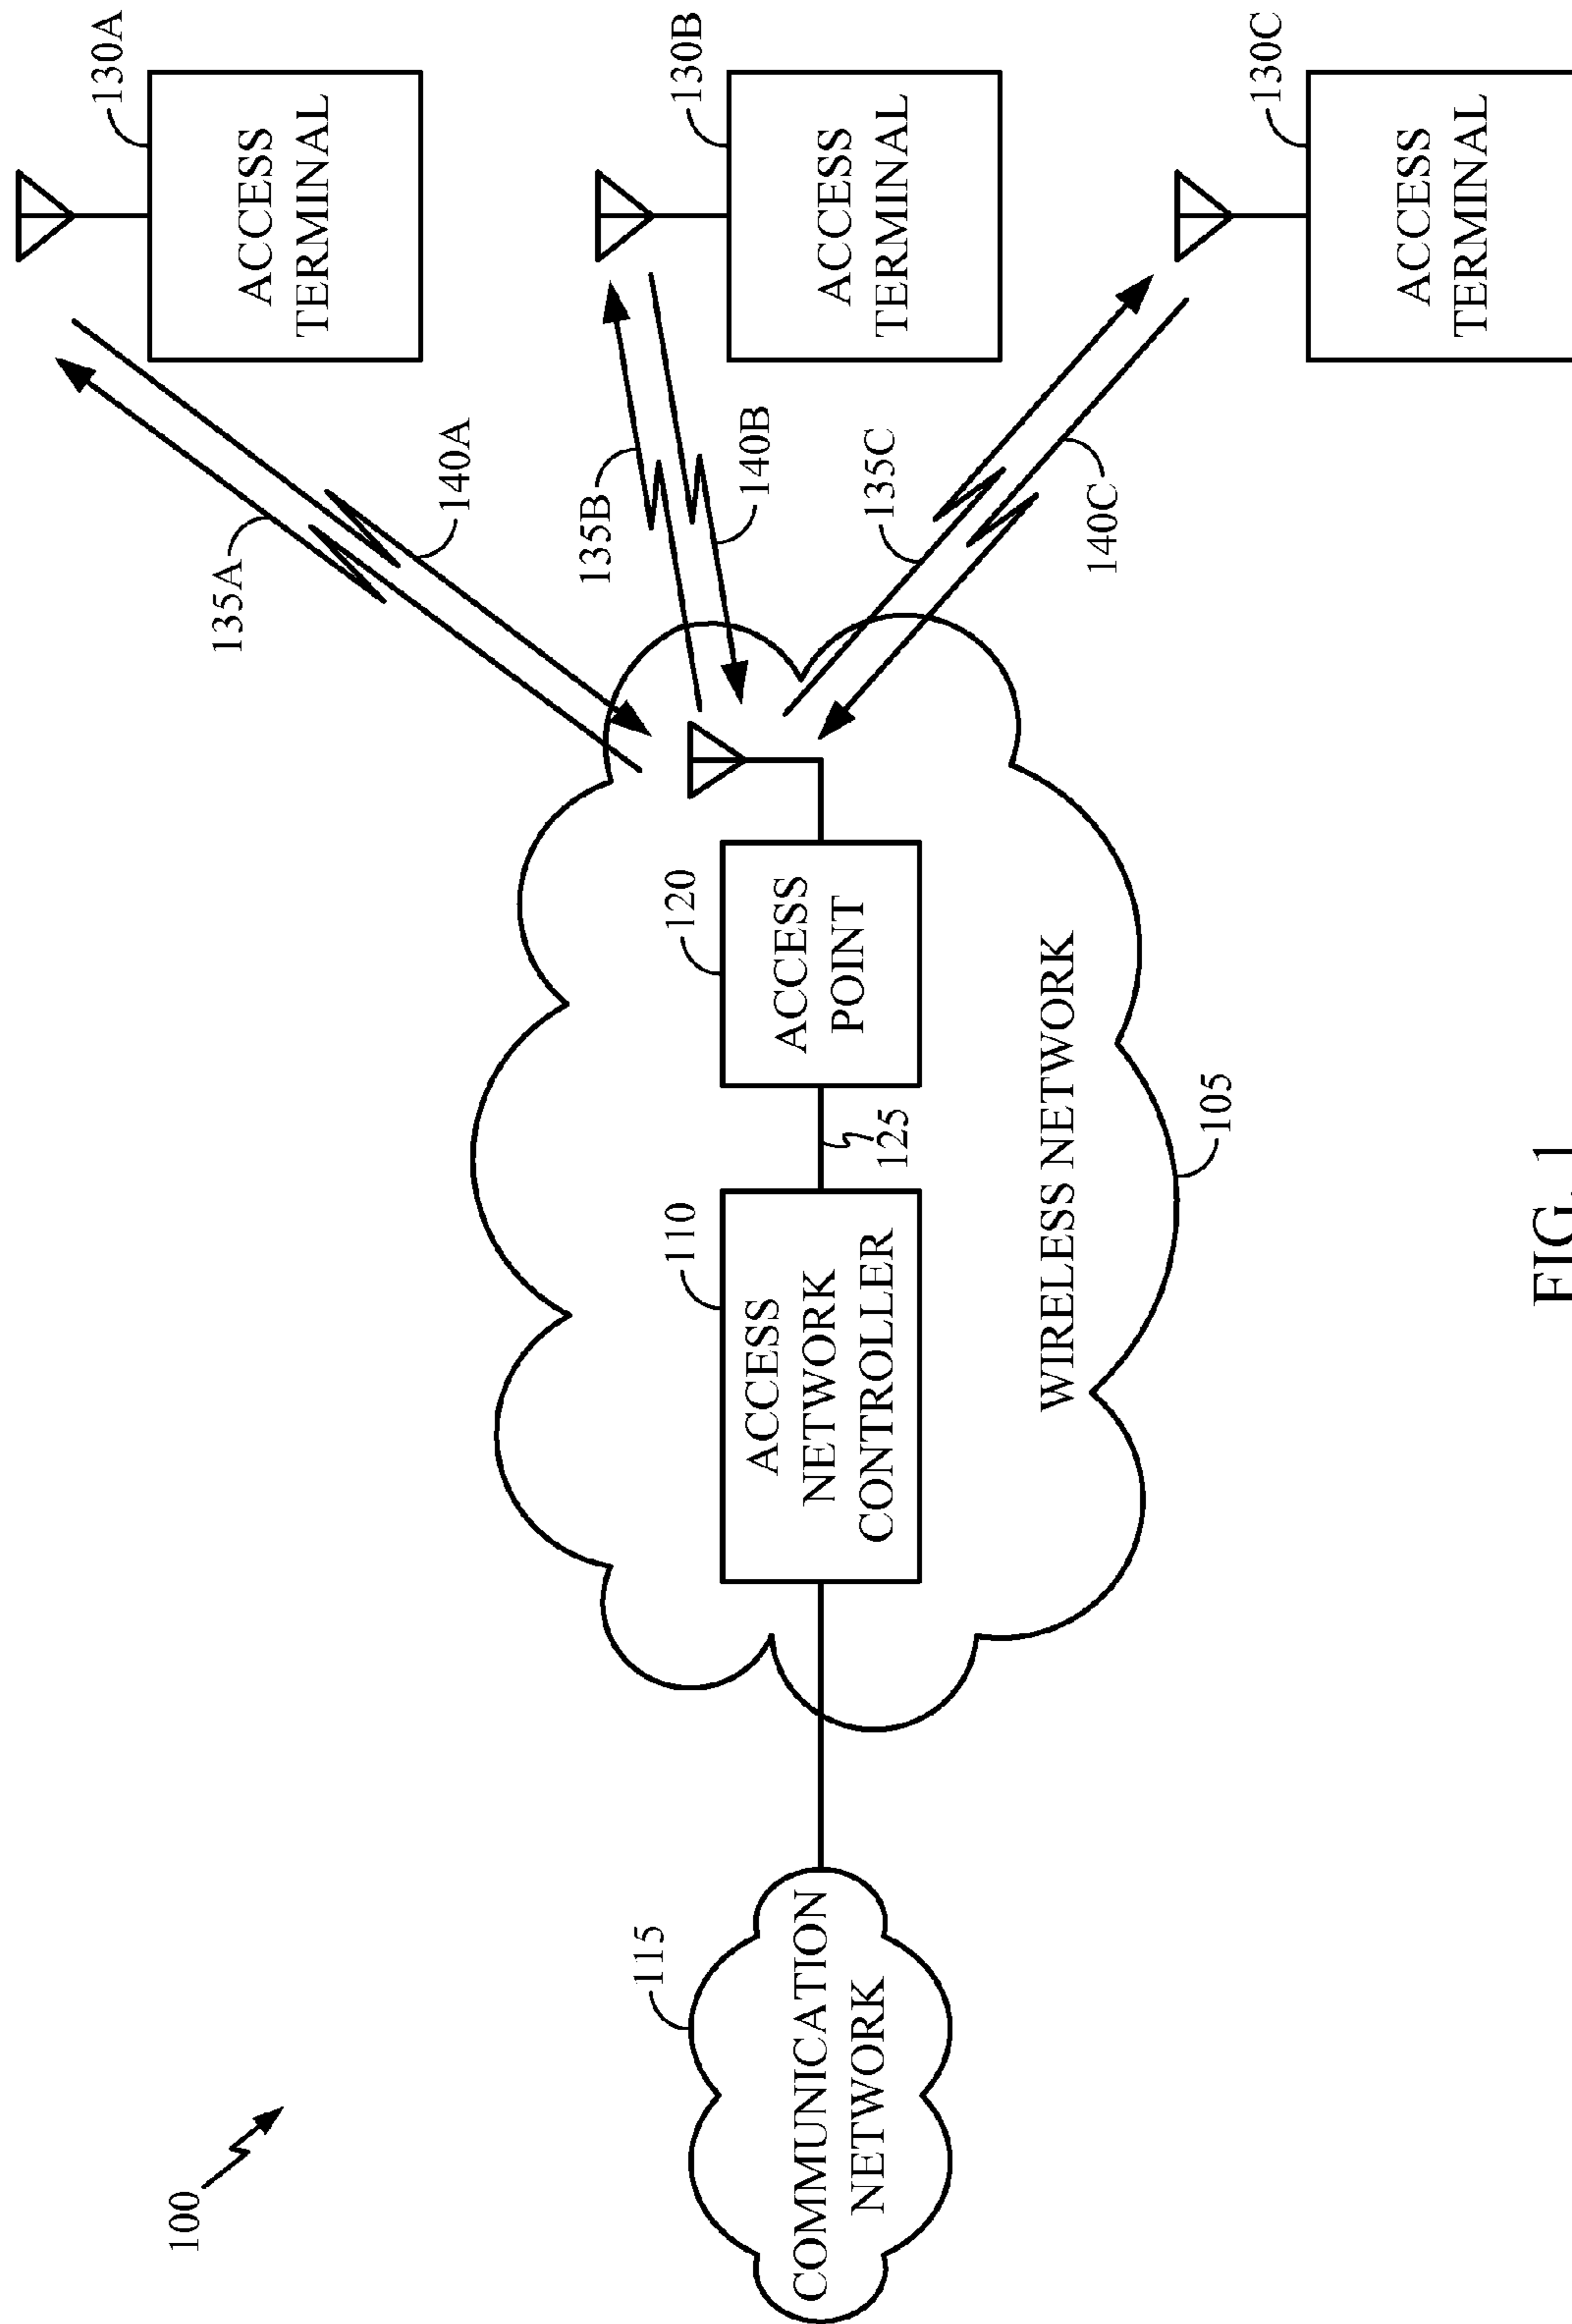 100
115
COMMUNICATION
NETWORK
110
ACCESS
NETWORK
CONTROLLER
125
120
ACCESS
POINT
WIRELESS NETWORK
105
135A
140A
135B
140B
135C
140C
130A
ACCESS
TERMINAL
130B
ACCESS
TERMINAL
130C
ACCESS
TERMINAL
FIG. 1